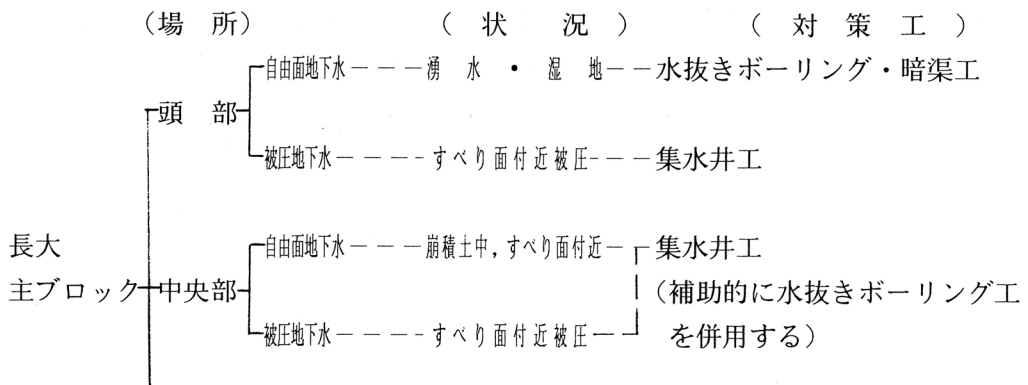 （場所）（状況）（対策工）
自由面地下水 湧水・湿地 水抜きボーリング・暗渠工
頭部
被圧地下水 すべり面付近被圧 集水井工
長大 自由面地下水 崩積土中，すべり面付近 集水井工
主ブロック 中央部 （補助的に水抜きボーリング工
被圧地下水 すべり面付近被圧 を併用する）